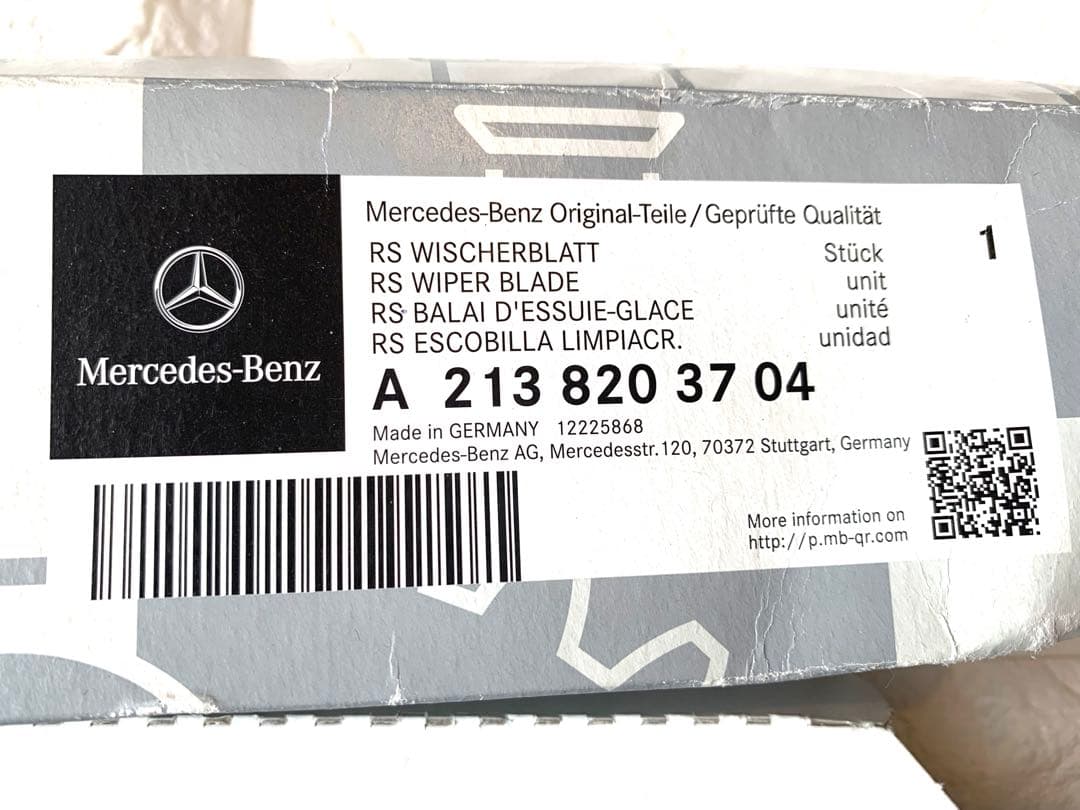 Mercedes-Benz
Mercedes-Benz Original-Teile/Geprüfte Qualität
RS WISCHERBLATT Stück 1
RS WIPER BLADE unit
RS BALAI D'ESSUIE-GLACE unité
RS ESCOBILLA LIMPIACR. unidad
A 213 820 37 04
Made in GERMANY 12225868
Mercedes-Benz AG, Mercedesstr.120, 70372 Stuttgart, Germany
More information on
http://p.mb-qr.com